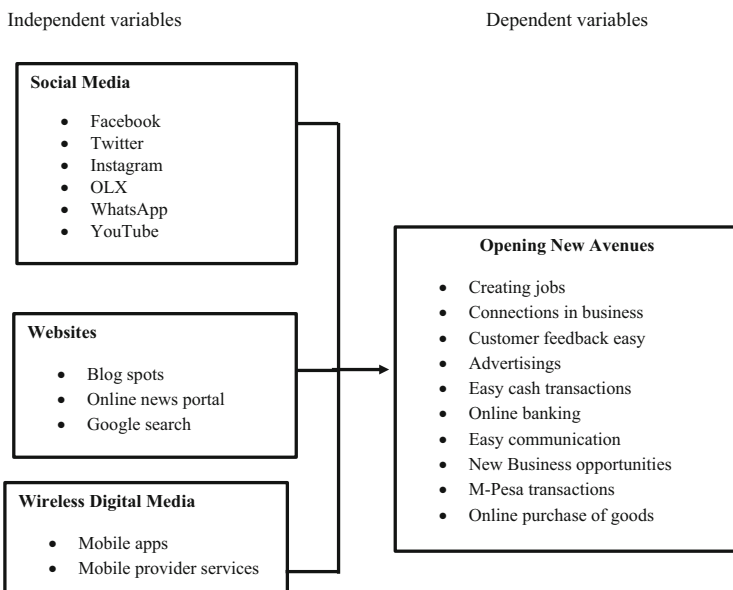 Independent variables
Dependent variables
Social Media
• Facebook
• Twitter
• Instagram
• OLX
• WhatsApp
• YouTube
Websites
• Blog spots
• Online news portal
• Google search
Wireless Digital Media
• Mobile apps
• Mobile provider services
Opening New Avenues
• Creating jobs
• Connections in business
• Customer feedback easy
• Advertisings
• Easy cash transactions
• Online banking
• Easy communication
• New Business opportunities
• M-Pesa transactions
• Online purchase of goods